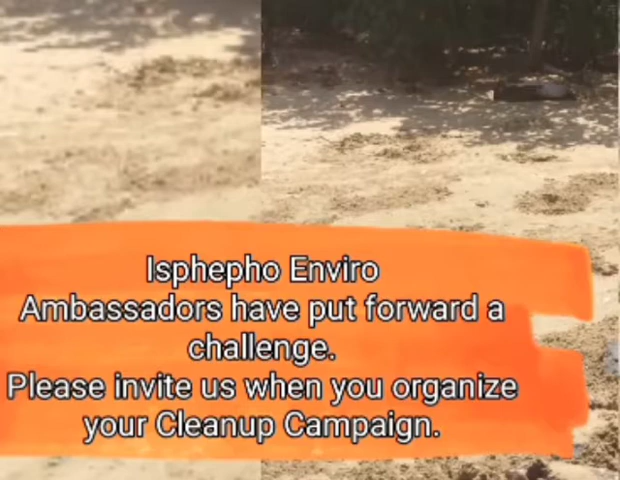 Isphepho Enviro
Ambassadors have put forward a
challenge.
Please invite us when you organize
your Cleanup Campaign.